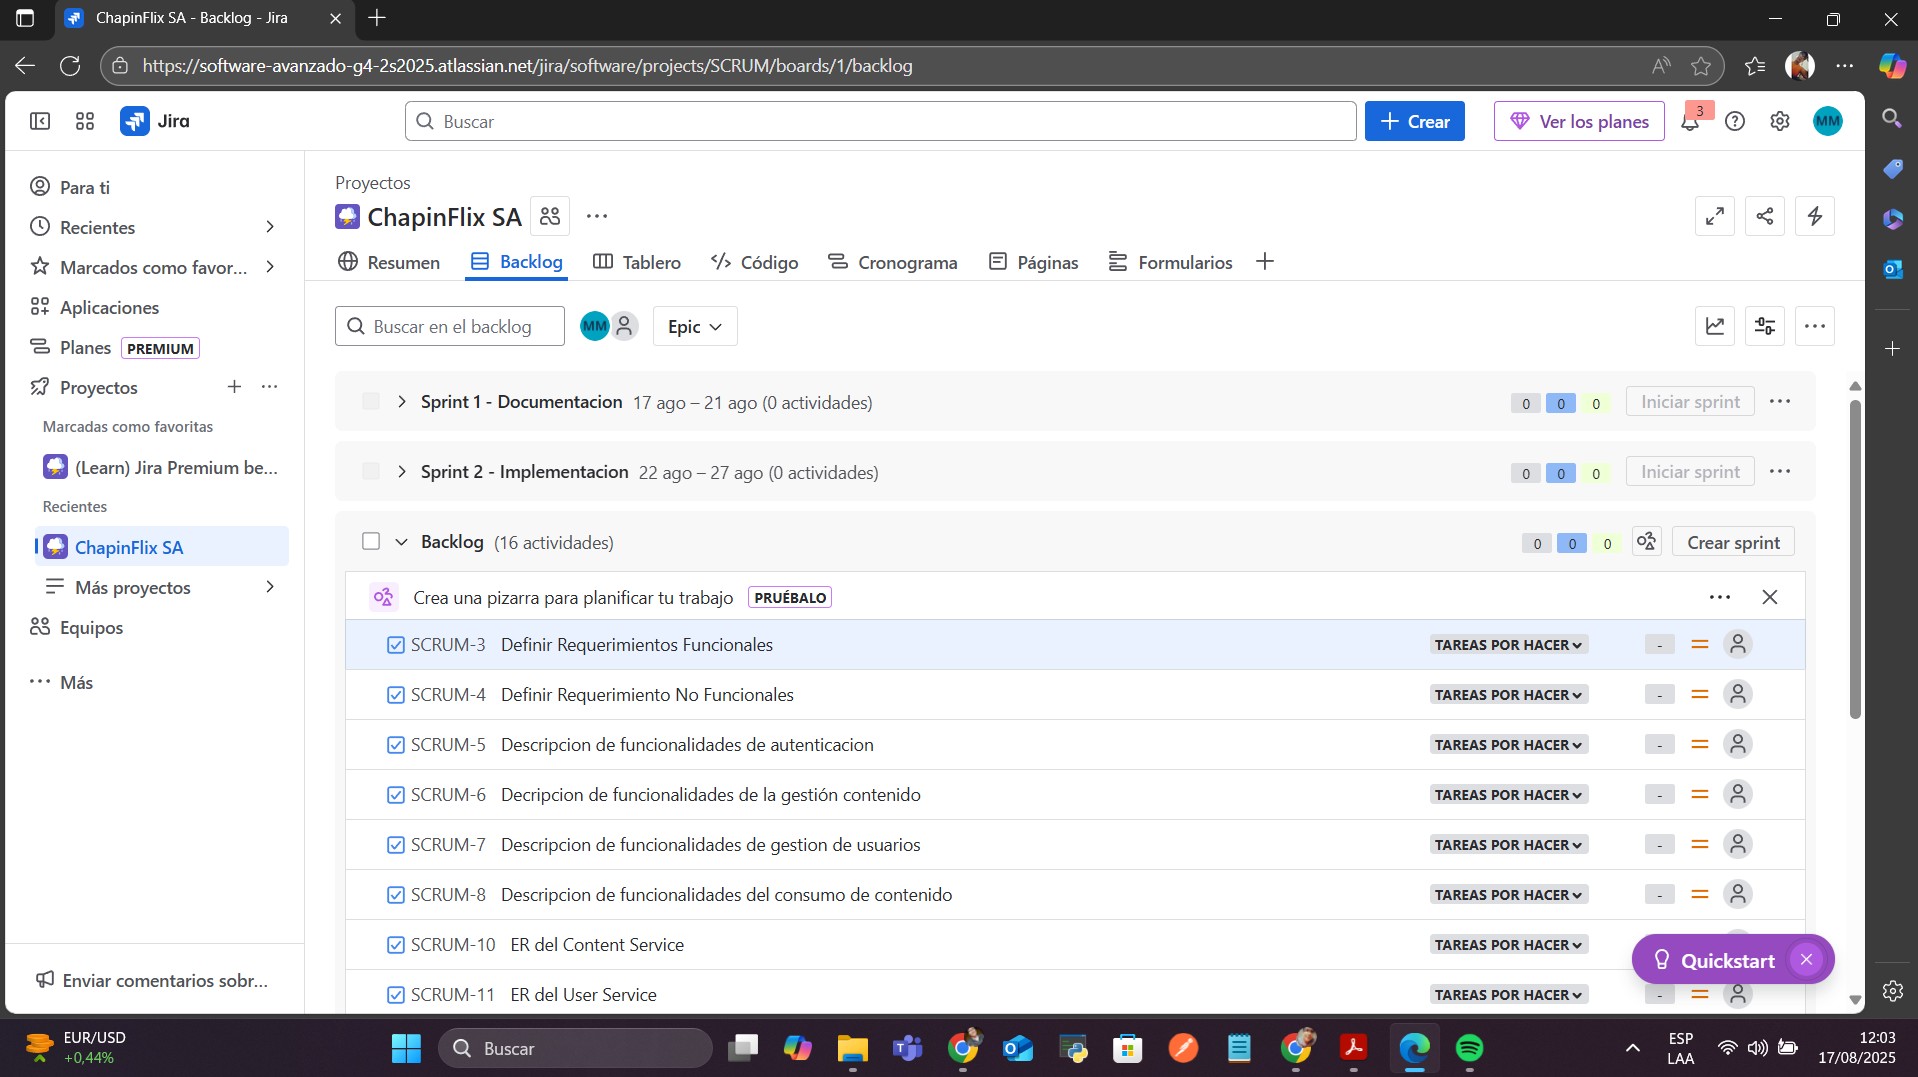 ChapinFlix SA - Backlog - Jira
https://software-avanzado-g4-2s2025.atlassian.net/jira/software/projects/SCRUM/boards/1/backlog
Jira
Buscar
Crear
Ver los planes
3
MM
Para ti
Recientes
Marcados como favor...
Aplicaciones
Planes PREMIUM
Proyectos
Marcadas como favoritas
(Learn) Jira Premium be...
Recientes
ChapinFlix SA
Más proyectos
Equipos
Más
Enviar comentarios sobr...
Proyectos
ChapinFlix SA
Resumen Backlog Tablero Código Cronograma Páginas Formularios
Buscar en el backlog MM Epic
Sprint 1 - Documentacion 17 ago – 21 ago (0 actividades) 0 0 0 Iniciar sprint
Sprint 2 - Implementacion 22 ago – 27 ago (0 actividades) 0 0 0 Iniciar sprint
Backlog (16 actividades) 0 0 0 Crear sprint
Crea una pizarra para planificar tu trabajo PRUÉBALO
SCRUM-3 Definir Requerimientos Funcionales TAREAS POR HACER -
SCRUM-4 Definir Requerimiento No Funcionales TAREAS POR HACER -
SCRUM-5 Descripcion de funcionalidades de autenticacion TAREAS POR HACER -
SCRUM-6 Decripcion de funcionalidades de la gestión contenido TAREAS POR HACER -
SCRUM-7 Descripcion de funcionalidades de gestion de usuarios TAREAS POR HACER -
SCRUM-8 Descripcion de funcionalidades del consumo de contenido TAREAS POR HACER -
SCRUM-10 ER del Content Service TAREAS POR HACER
SCRUM-11 ER del User Service TAREAS POR HACER -
Quickstart
EUR/USD
+0,44%
Buscar
ESP
LAA
12:03
17/08/2025